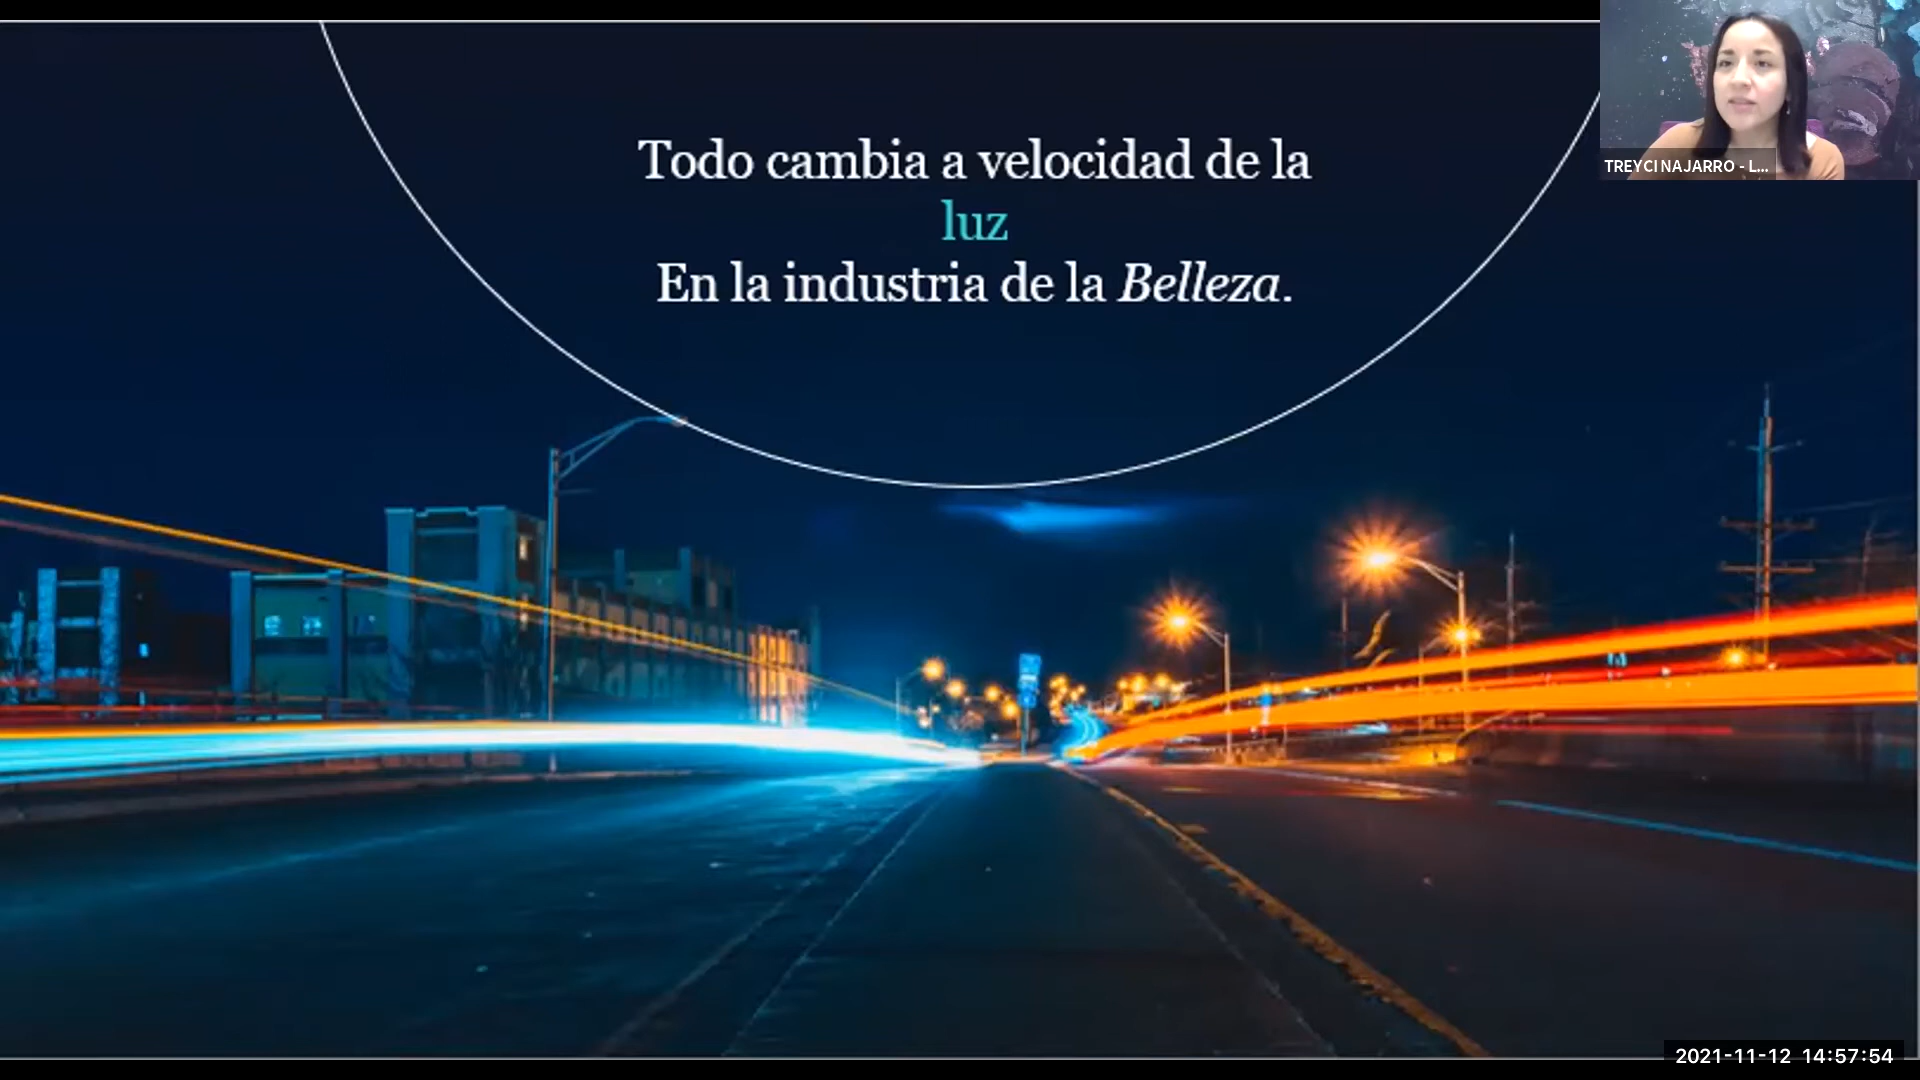 Todo cambia a velocidad de la
luz
En la industria de la Belleza.
TREYCI NAJARRO - L...
2021-11-12 14:57:54